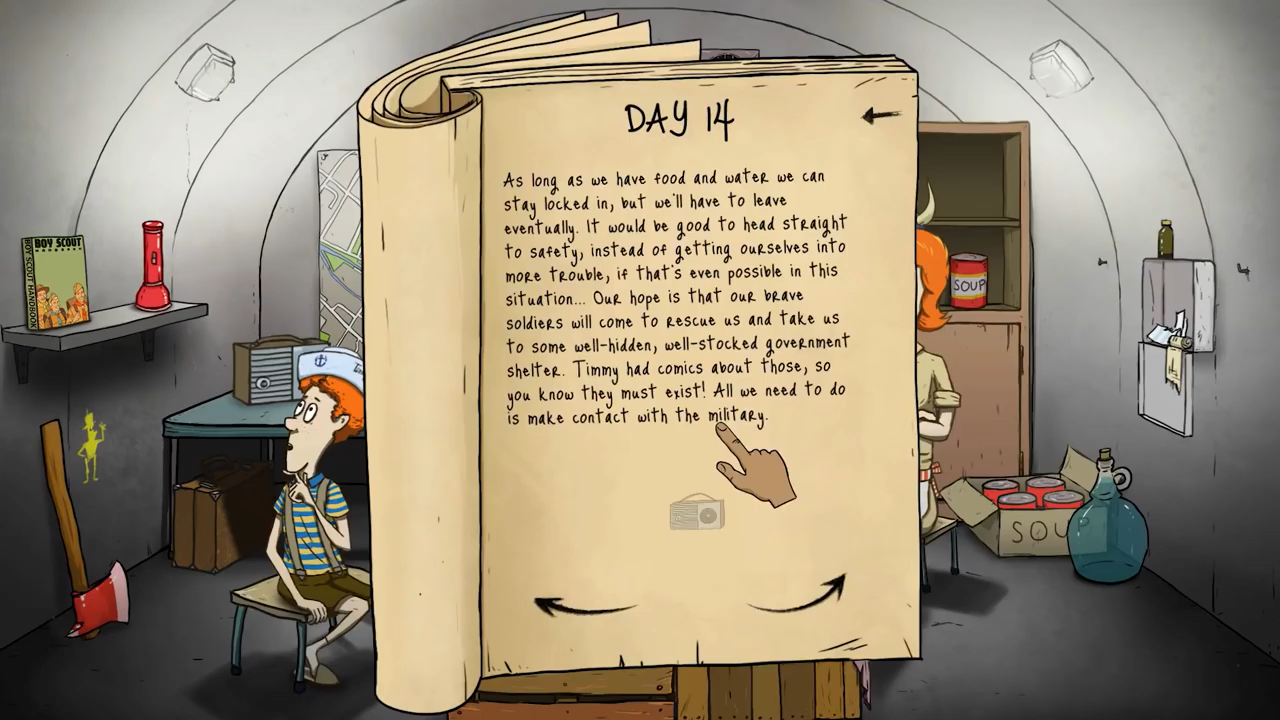 DAY 14
As long as we have food and water we can
stay locked in, but we'll have to leave
eventually. It would be good to head straight
to safety, instead of getting ourselves into
more trouble, if that's even possible in this
situation... Our hope is that our brave
soldiers will come to rescue us and take us
to some well-hidden, well-stocked government
shelter. Timmy had comics about those, so
you know they must exist! All we need to do
is make contact with the military.
BOY SCOUT
BOY SCOUT HANDBOOK
SOUP
SOU